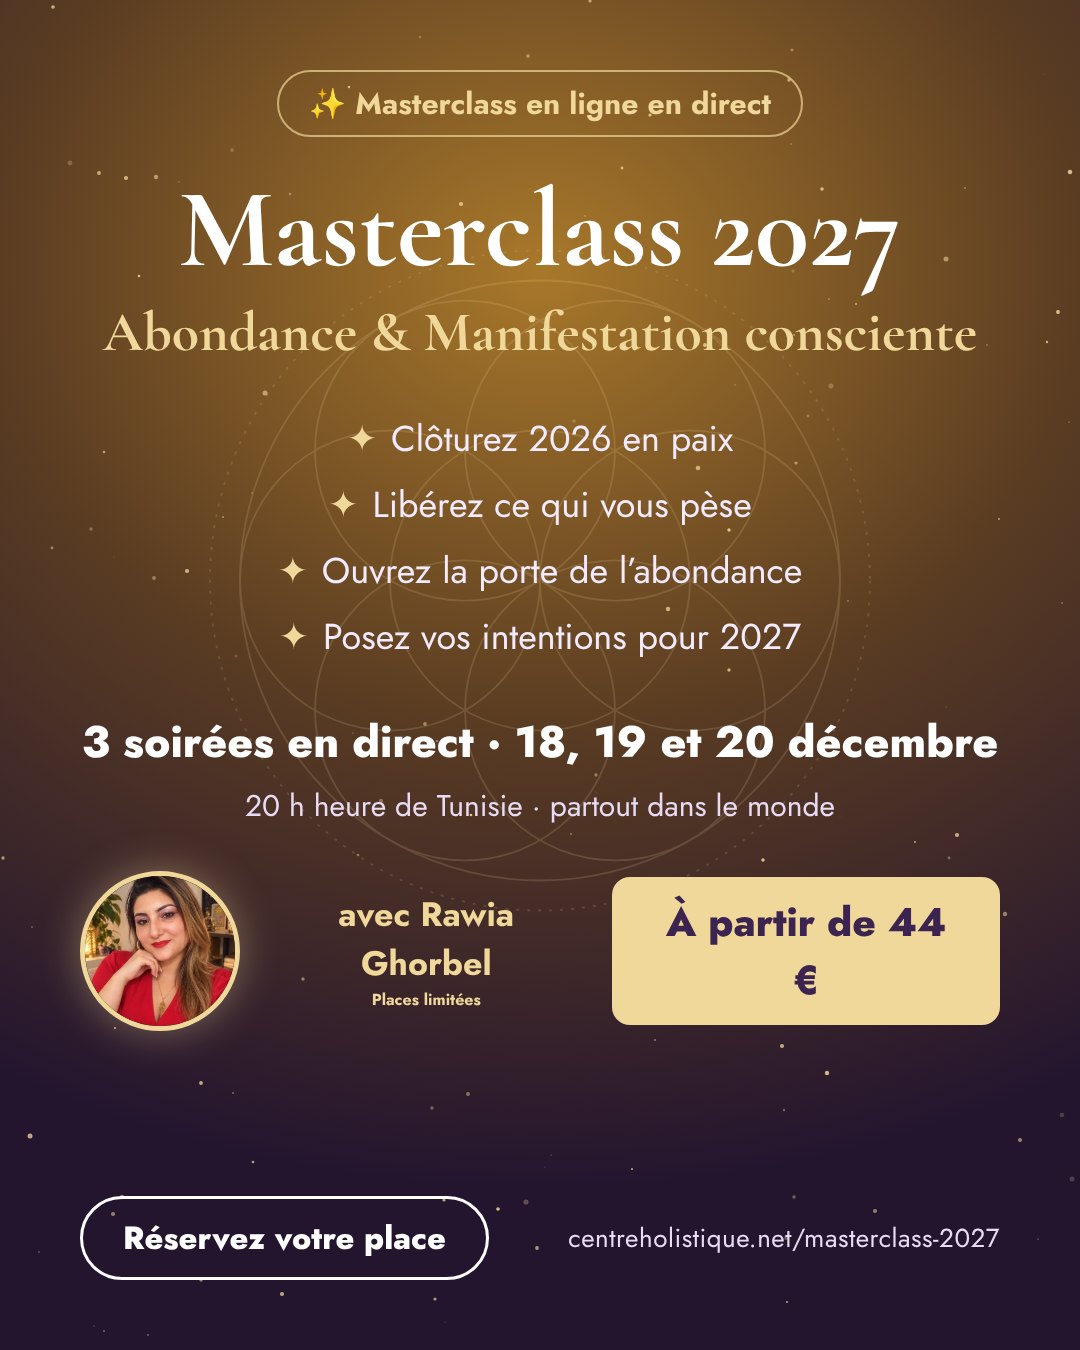 ✨ Masterclass en ligne en direct
Masterclass 2027
Abondance & Manifestation consciente
✦ Clôturez 2026 en paix
✦ Libérez ce qui vous pèse
✦ Ouvrez la porte de l’abondance
✦ Posez vos intentions pour 2027
3 soirées en direct · 18, 19 et 20 décembre
20 h heure de Tunisie · partout dans le monde
avec Rawia
Ghorbel
Places limitées
À partir de 44
€
Réservez votre place
centreholistique.net/masterclass-2027